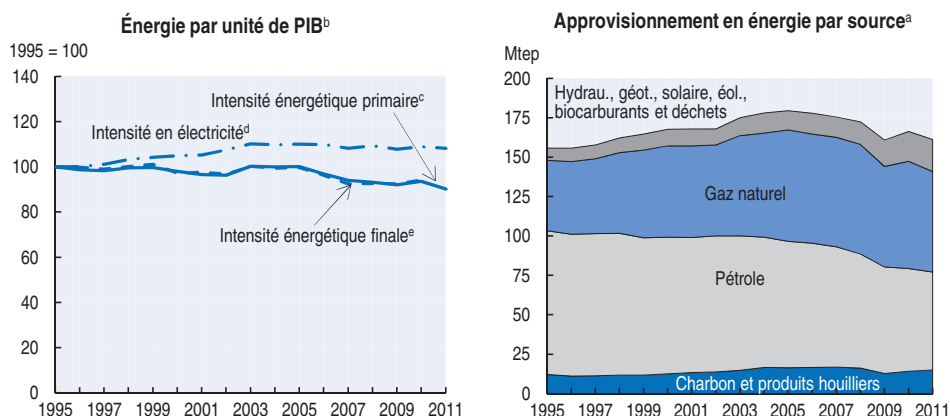 Énergie par unité de PIBᵇ
1995 = 100
140
120
100
80
60
40
20
0
Intensité énergétique primaireᶜ
Intensité en électricitéᵈ
Intensité énergétique finaleᵉ
1995 1997 1999 2001 2003 2005 2007 2009 2011
Approvisionnement en énergie par sourceᵃ
Mtep
200
175
150
125
100
75
50
25
0
Hydrau., géot., solaire, éol.,
biocarburants et déchets
Gaz naturel
Pétrole
Charbon et produits houilliers
1995 1997 1999 2001 2003 2005 2007 2009 2011